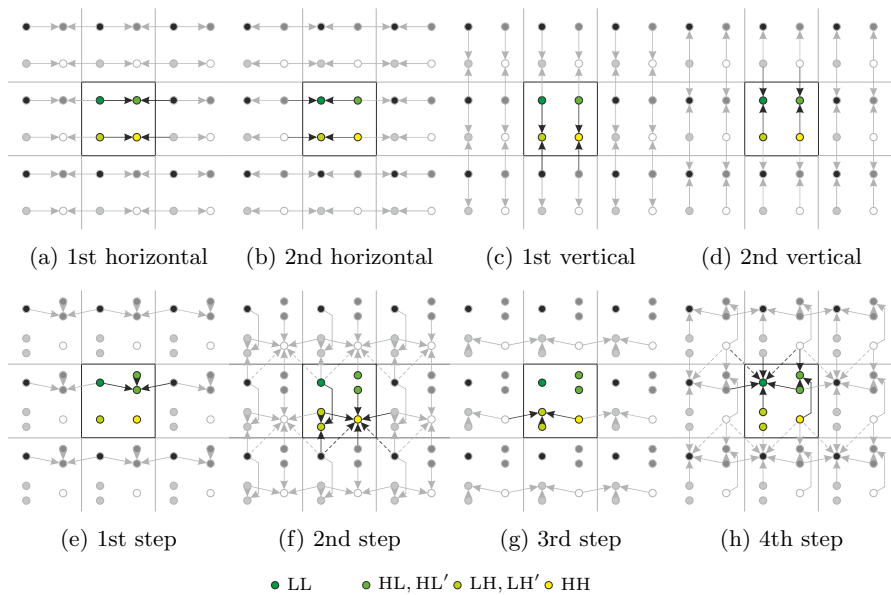 (a) 1st horizontal (b) 2nd horizontal (c) 1st vertical (d) 2nd vertical
(e) 1st step (f) 2nd step (g) 3rd step (h) 4th step
LL HL, HL′ LH, LH′ HH